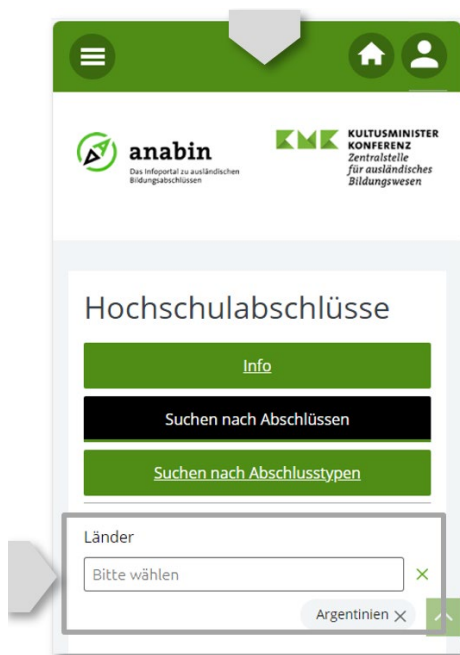 anabin
Das Infoportal zu ausländischen
Bildungsabschlüssen
KMK
KULTUSMINISTER
KONFERENZ
Zentralstelle
für ausländisches
Bildungswesen
Hochschulabschlüsse
Info
Suchen nach Abschlüssen
Suchen nach Abschlusstypen
Länder
Bitte wählen
Argentinien